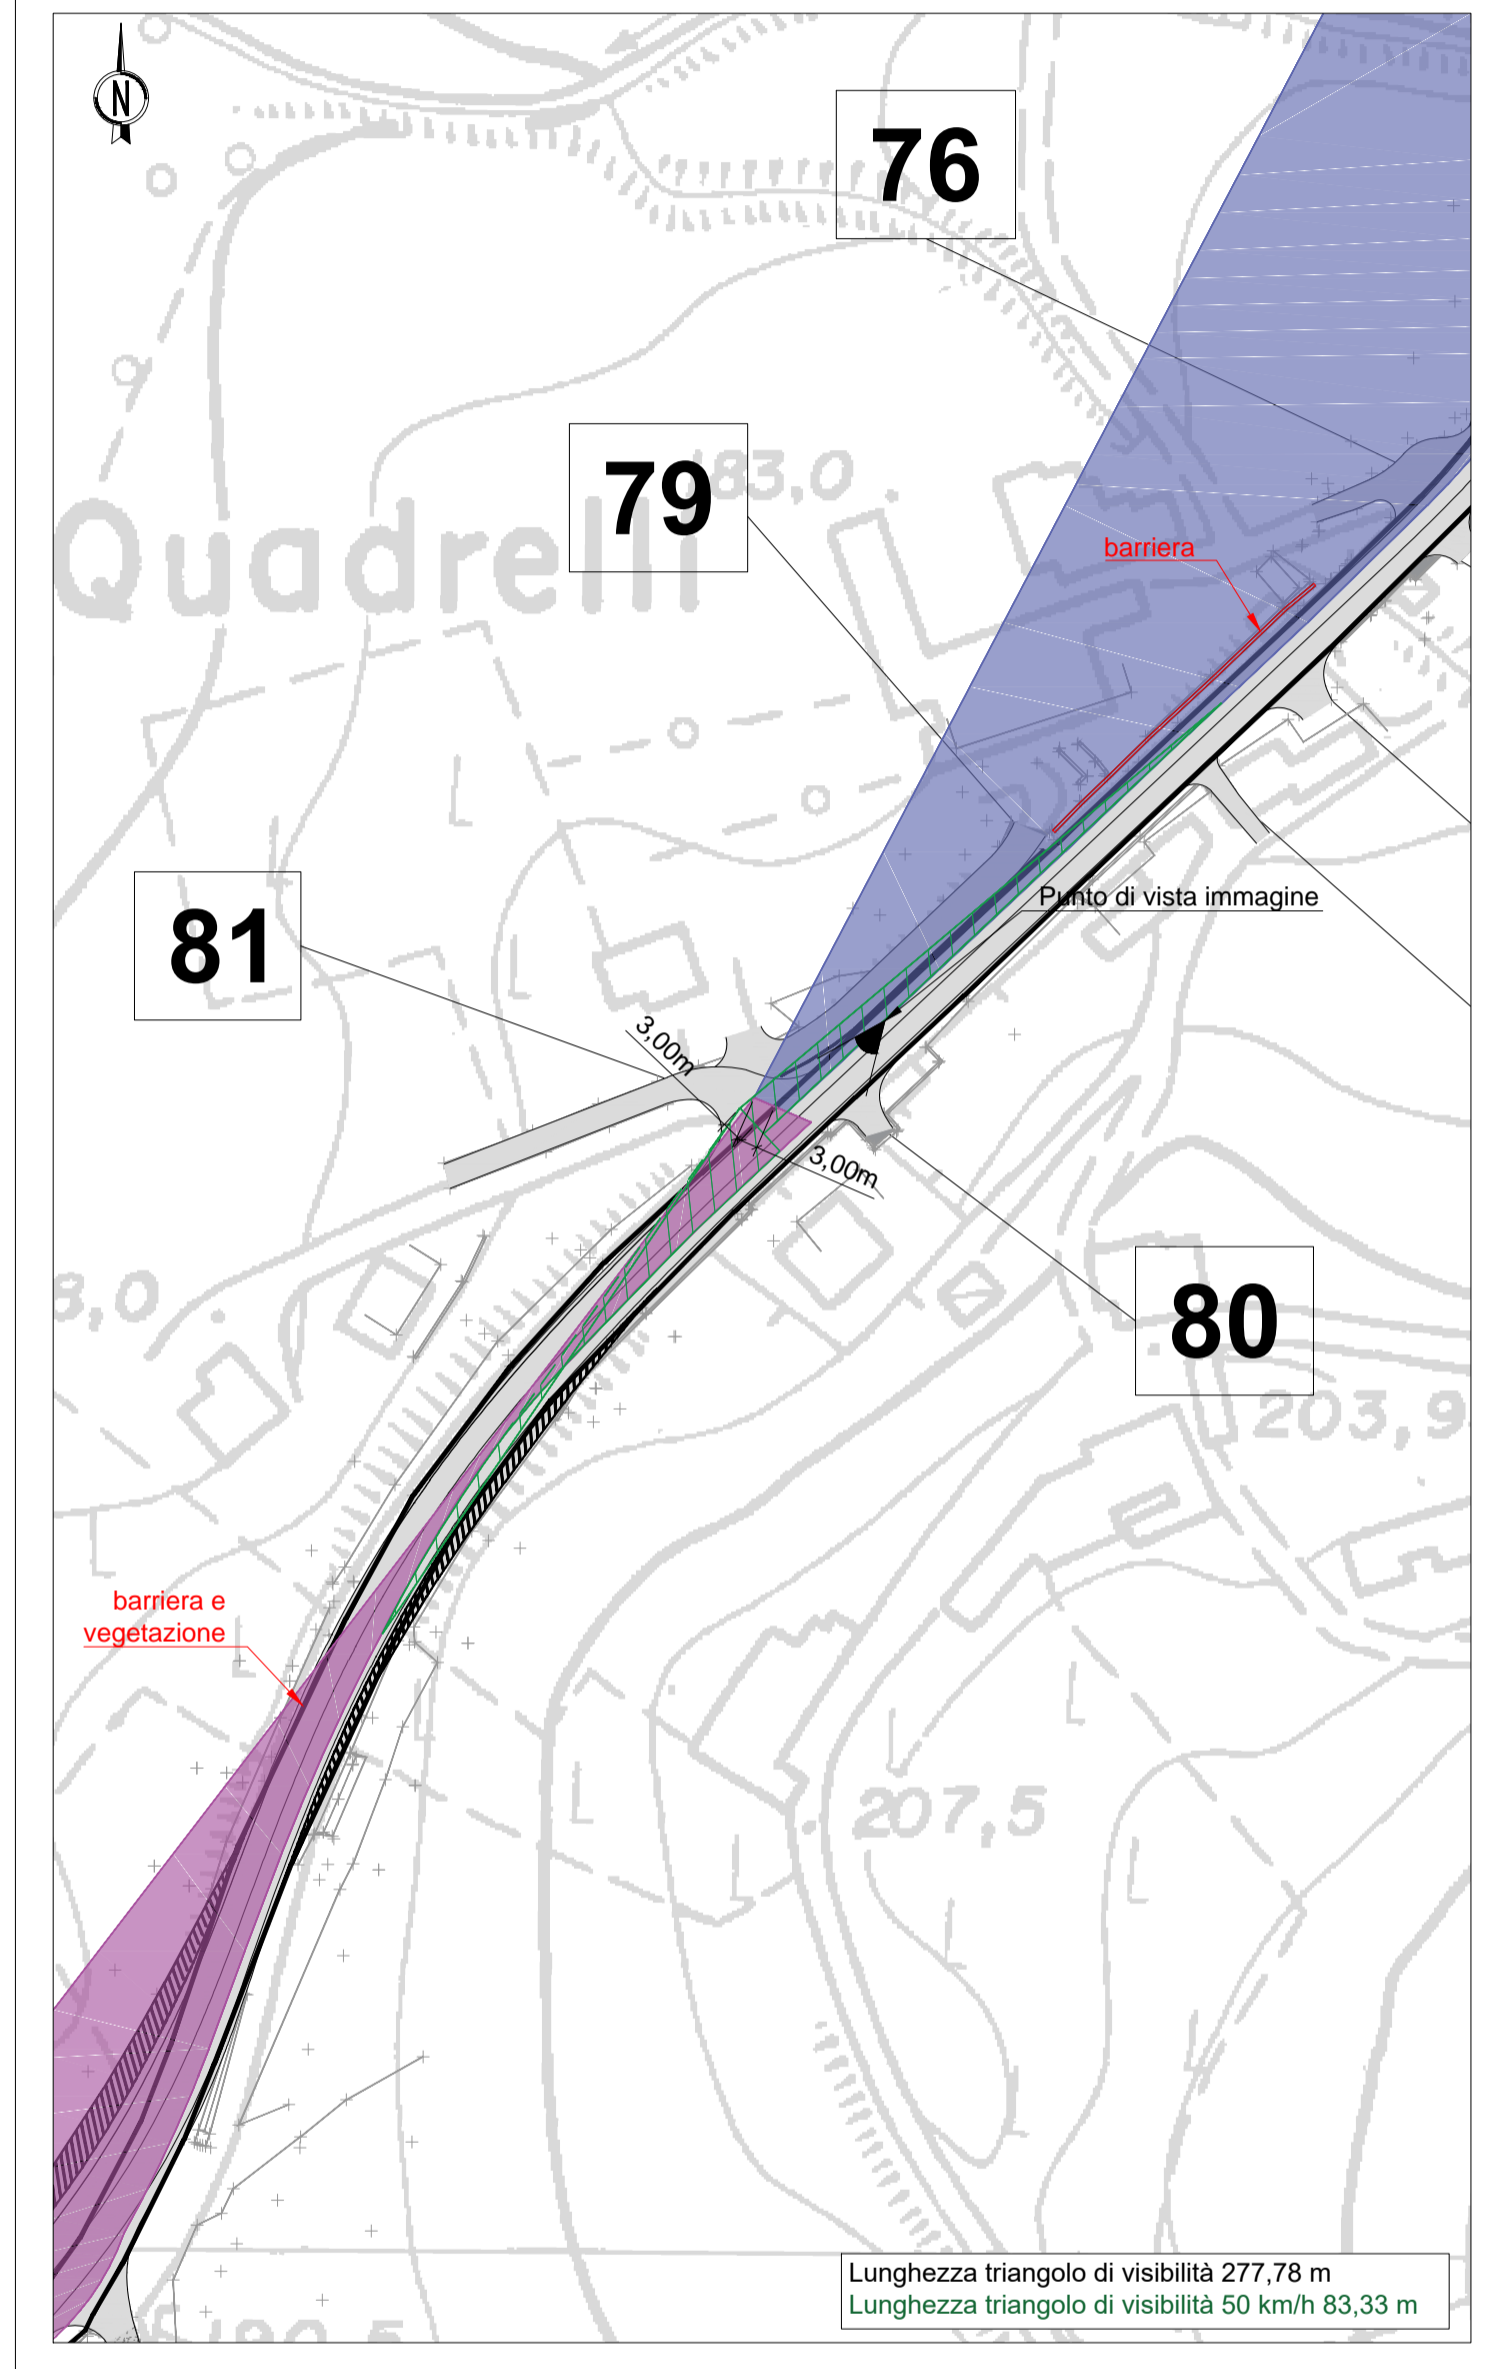 N
76
183,0
79
Quadrelli
barriera
Punto di vista immagine
81
3,00m
3,00m
80
8,0
203,9
barriera e
vegetazione
207,5
Lunghezza triangolo di visibilità 277,78 m
Lunghezza triangolo di visibilità 50 km/h 83,33 m